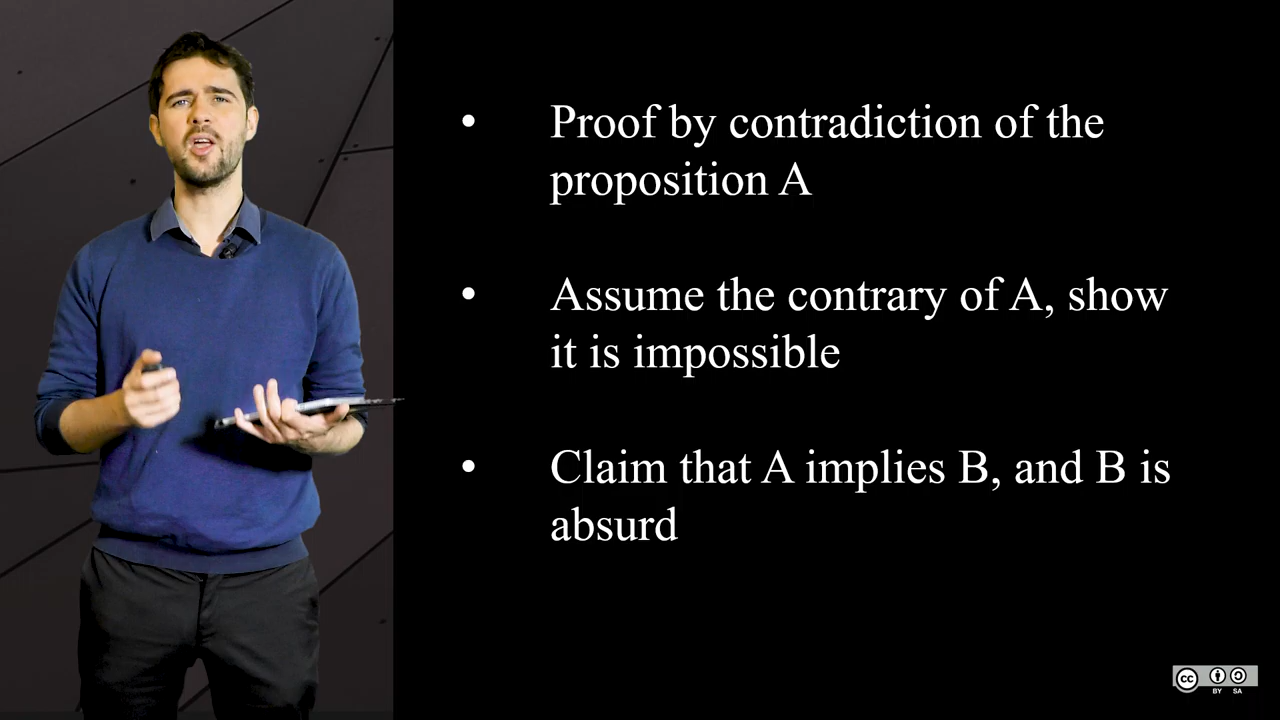 • Proof by contradiction of the
proposition A
• Assume the contrary of A, show
it is impossible
• Claim that A implies B, and B is
absurd
cc BY SA